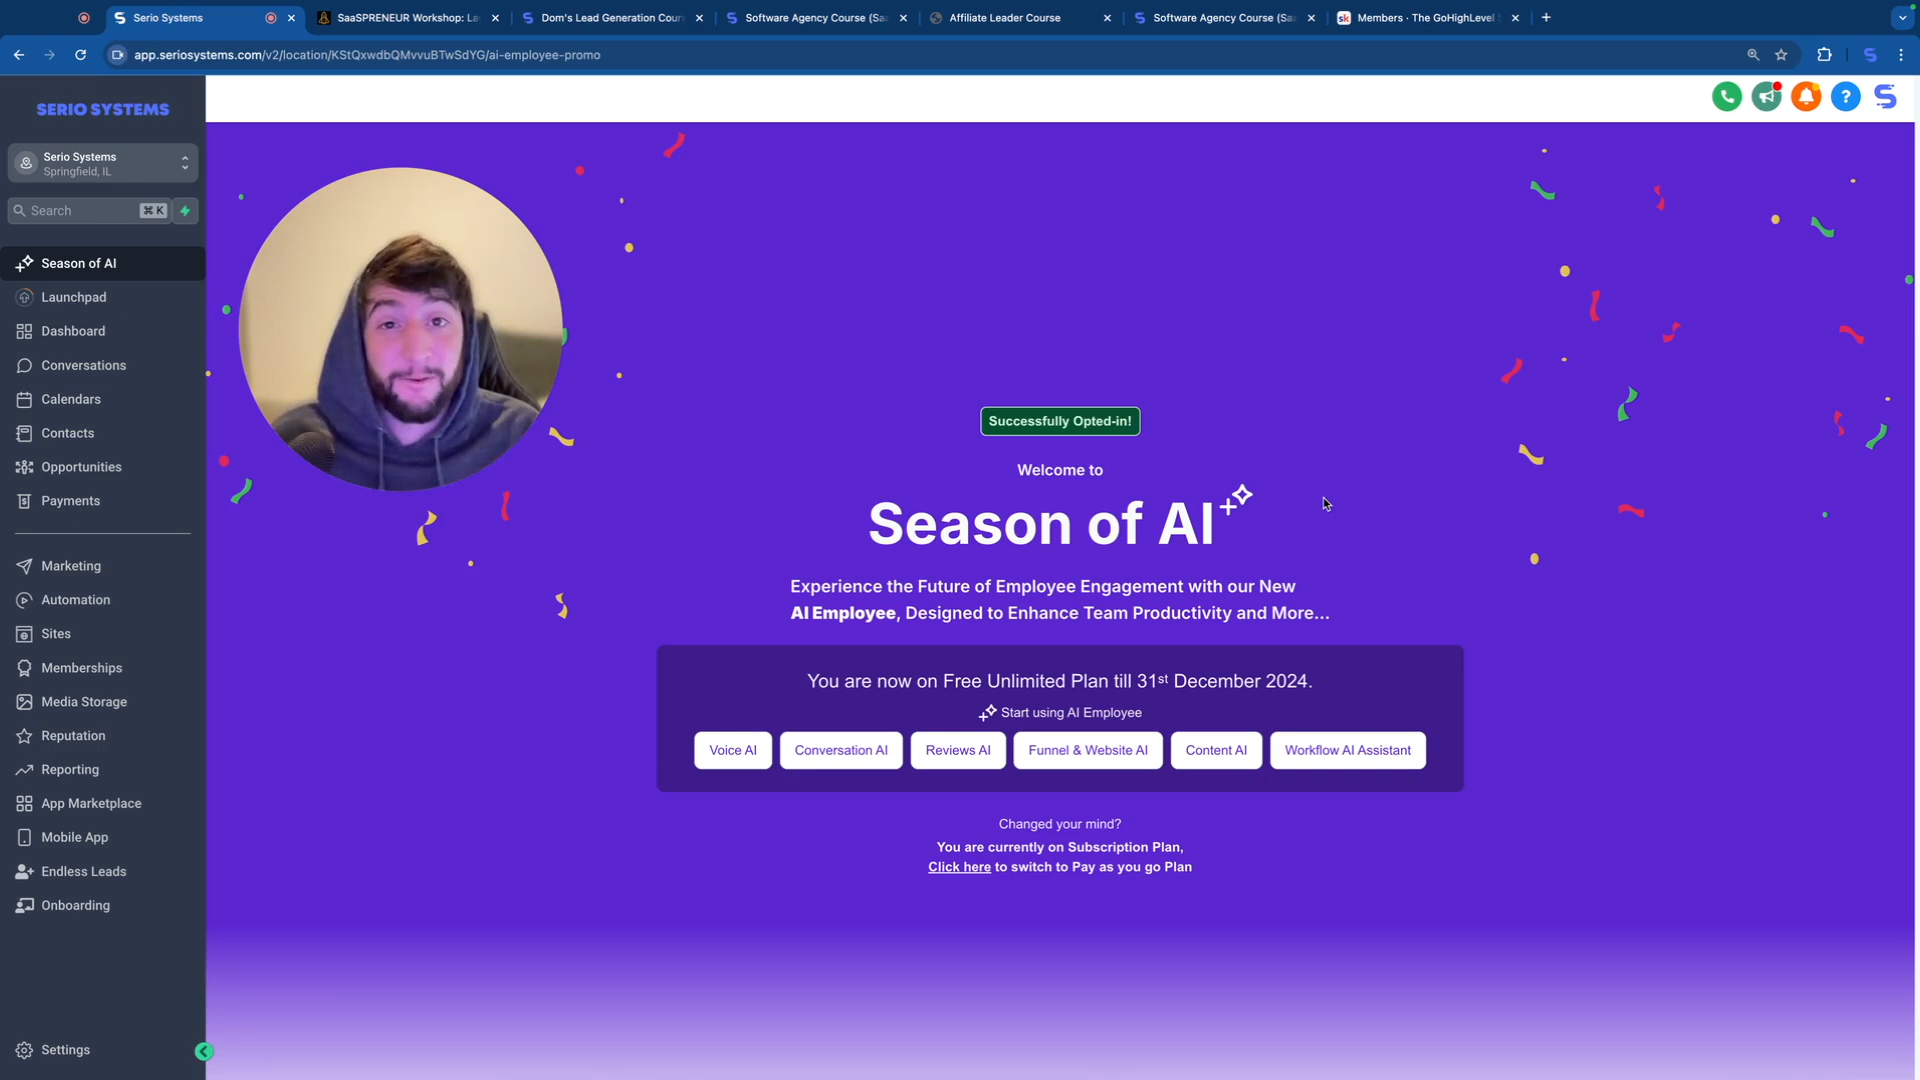 Serio Systems
SaaSPRENEUR Workshop: La
Dom's Lead Generation Cour
Software Agency Course (Saa
Affiliate Leader Course
Software Agency Course (Saa
Members · The GoHighLevel
app.seriosystems.com/v2/location/KStQxwdbQMvvuBTwSdYG/ai-employee-promo
SERIO SYSTEMS
Serio Systems
Springfield, IL
Search
⌘ K
Season of AI
Launchpad
Dashboard
Conversations
Calendars
Contacts
Opportunities
Payments
Marketing
Automation
Sites
Memberships
Media Storage
Reputation
Reporting
App Marketplace
Mobile App
Endless Leads
Onboarding
Settings
Successfully Opted-in!
Welcome to
Season of AI
Experience the Future of Employee Engagement with our New
AI Employee, Designed to Enhance Team Productivity and More...
You are now on Free Unlimited Plan till 31st December 2024.
Start using AI Employee
Voice AI
Conversation AI
Reviews AI
Funnel & Website AI
Content AI
Workflow AI Assistant
Changed your mind?
You are currently on Subscription Plan,
Click here to switch to Pay as you go Plan